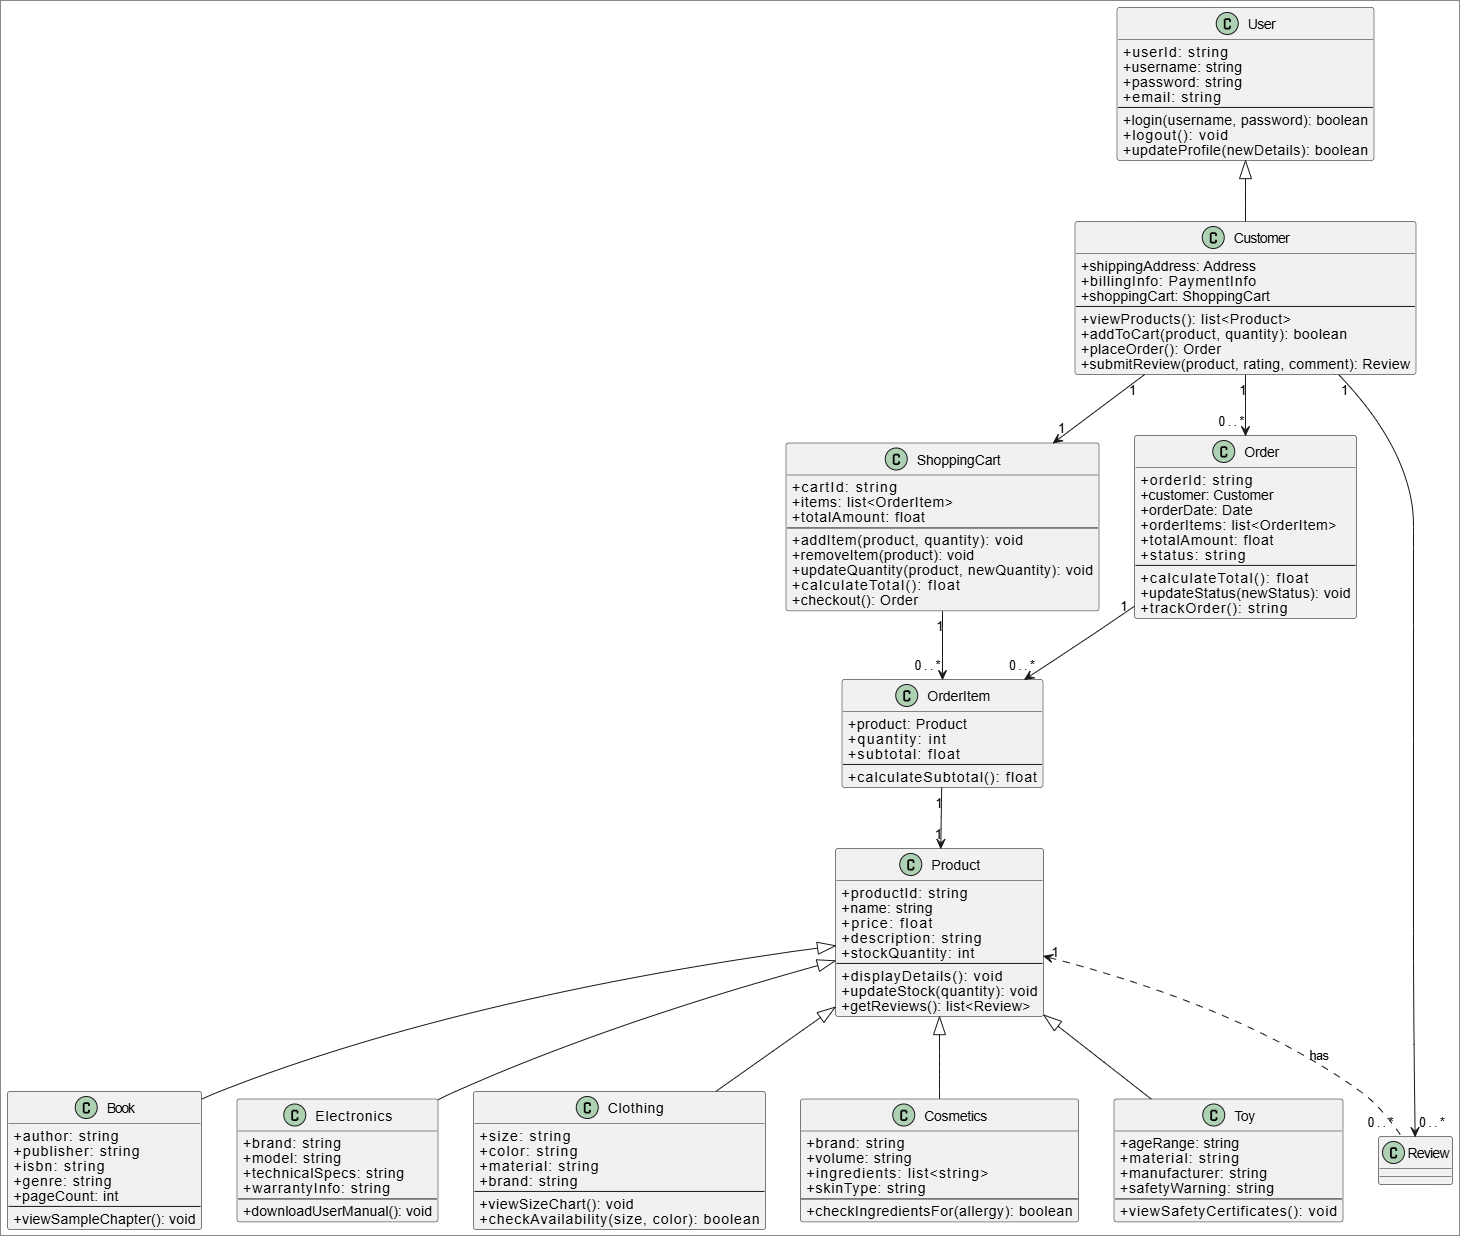 C User
+userId: string
+username: string
+password: string
+email: string
+login(username, password): boolean
+logout(): void
+updateProfile(newDetails): boolean
C Customer
+shippingAddress: Address
+billingInfo: PaymentInfo
+shoppingCart: ShoppingCart
+viewProducts(): list<Product>
+addToCart(product, quantity): boolean
+placeOrder(): Order
+submitReview(product, rating, comment): Review
1
1
1
1
0..*
C ShoppingCart
+cartId: string
+items: list<OrderItem>
+totalAmount: float
+addItem(product, quantity): void
+removeItem(product): void
+updateQuantity(product, newQuantity): void
+calculateTotal(): float
+checkout(): Order
C Order
+orderId: string
+customer: Customer
+orderDate: Date
+orderItems: list<OrderItem>
+totalAmount: float
+status: string
+calculateTotal(): float
+updateStatus(newStatus): void
+trackOrder(): string
1
1
0..*
0..*
C OrderItem
+product: Product
+quantity: int
+subtotal: float
+calculateSubtotal(): float
1
1
C Product
+productId: string
+name: string
+price: float
+description: string
+stockQuantity: int
+displayDetails(): void
+updateStock(quantity): void
+getReviews(): list<Review>
1
has
0..*
0..*
C Book
+author: string
+publisher: string
+isbn: string
+genre: string
+pageCount: int
+viewSampleChapter(): void
C Electronics
+brand: string
+model: string
+technicalSpecs: string
+warrantyInfo: string
+downloadUserManual(): void
C Clothing
+size: string
+color: string
+material: string
+brand: string
+viewSizeChart(): void
+checkAvailability(size, color): boolean
C Cosmetics
+brand: string
+volume: string
+ingredients: list<string>
+skinType: string
+checkIngredientsFor(allergy): boolean
C Toy
+ageRange: string
+material: string
+manufacturer: string
+safetyWarning: string
+viewSafetyCertificates(): void
C Review